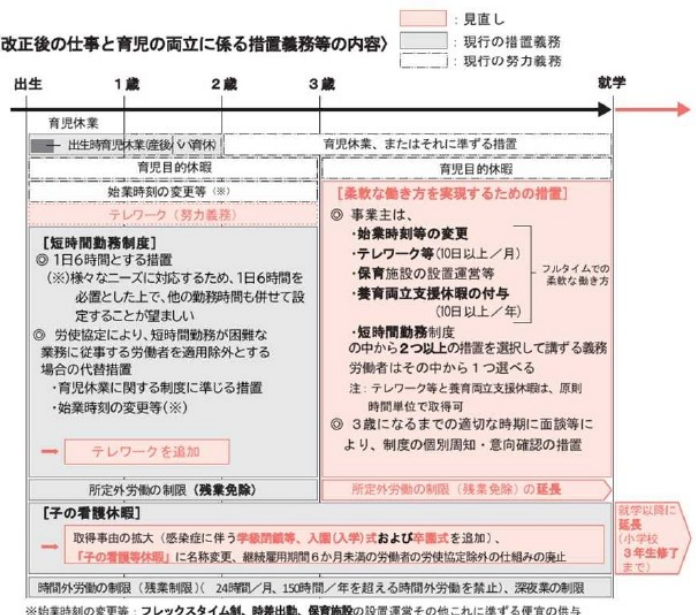 ：見直し
：現行の措置義務
：現行の努力義務
改正後の仕事と育児の両立に係る措置義務等の内容〉
出生
1歳
2歳
3歳
就学
育児休業
出生時育児休業(産後パパ育休)
育児休業、またはそれに準ずる措置
育児目的休暇
育児目的休暇
始業時刻の変更等（※）
テレワーク（努力義務）
［短時間勤務制度］
◎ 1日6時間とする措置
（※）様々なニーズに対応するため、1日6時間を
必置とした上で、他の勤務時間も併せて設
定することが望ましい
◎ 労使協定により、短時間勤務が困難な
業務に従事する労働者を適用除外とする
場合の代替措置
・育児休業に関する制度に準じる措置
・始業時刻の変更等(※)
テレワークを追加
［柔軟な働き方を実現するための措置］
◎ 事業主は、
・始業時刻等の変更
・テレワーク等(10日以上／月)
・保育施設の設置運営等
・養育両立支援休暇の付与
(10日以上／年)
フルタイムでの
柔軟な働き方
・短時間勤務制度
の中から2つ以上の措置を選択して講ずる義務
労働者はその中から1つ選べる
注：テレワーク等と養育両立支援休暇は、原則
時間単位で取得可
◎ 3歳になるまでの適切な時期に面談等に
より、制度の個別周知・意向確認の措置
所定外労働の制限（残業免除）
所定外労働の制限（残業免除）の延長
［子の看護休暇］
取得事由の拡大（感染症に伴う学級閉鎖等、入園(入学)式および卒園式を追加）、
「子の看護等休暇」に名称変更、継続雇用期間6か月未満の労働者の労使協定除外の仕組みの廃止
就学以降に
延長
(小学校
3年生修了
まで)
時間外労働の制限（残業制限）（ 24時間／月、150時間／年を超える時間外労働を禁止）、深夜業の制限
※始業時刻の変更等：フレックスタイム制、時差出勤、保育施設の設置運営その他これに準ずる便宜の供与